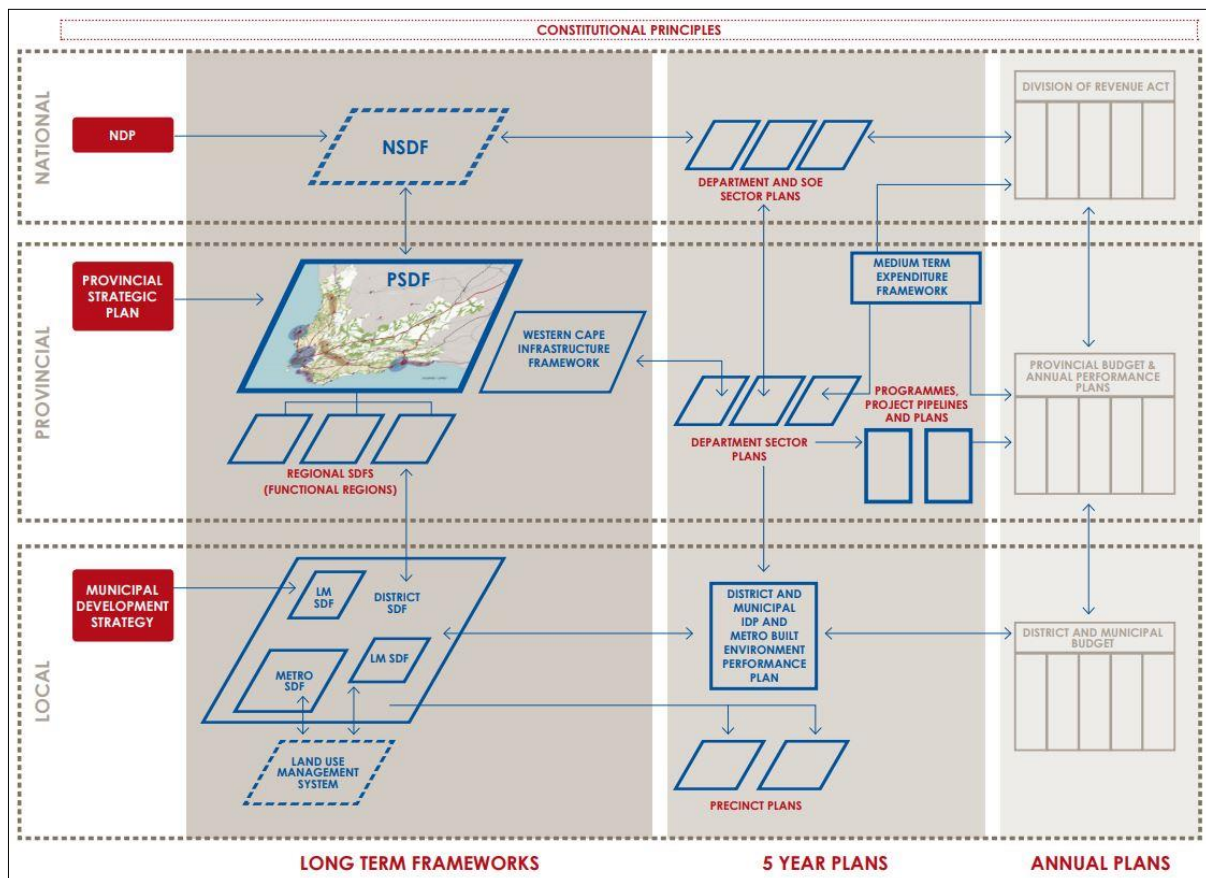 CONSTITUTIONAL PRINCIPLES
NATIONAL
NDP
NSDF
DEPARTMENT AND SOE
SECTOR PLANS
DIVISION OF REVENUE ACT
PROVINCIAL
PROVINCIAL
STRATEGIC
PLAN
PSDF
WESTERN CAPE
INFRASTRUCTURE
FRAMEWORK
REGIONAL SDFS
(FUNCTIONAL REGIONS)
MEDIUM TERM
EXPENDITURE
FRAMEWORK
DEPARTMENT SECTOR
PLANS
PROGRAMMES,
PROJECT PIPELINES
AND PLANS
PROVINCIAL BUDGET &
ANNUAL PERFORMANCE
PLANS
LOCAL
MUNICIPAL
DEVELOPMENT
STRATEGY
LM
SDF
DISTRICT
SDF
METRO
SDF
LM SDF
LAND USE
MANAGEMENT
SYSTEM
DISTRICT AND
MUNICIPAL
IDP AND
METRO BUILT
ENVIRONMENT
PERFORMANCE
PLAN
PRECINCT PLANS
DISTRICT AND MUNICIPAL
BUDGET
LONG TERM FRAMEWORKS
5 YEAR PLANS
ANNUAL PLANS